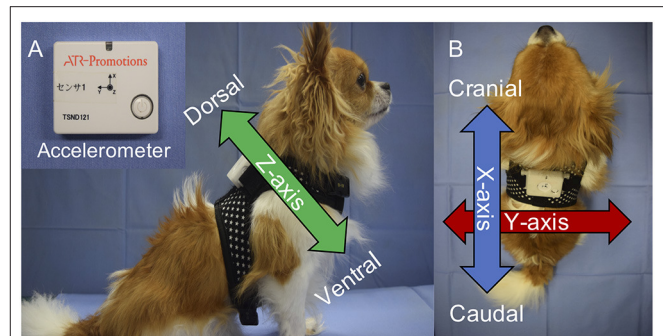 A
ATR-Promotions
センサ1
X
Y
Z
TSND121
Accelerometer
Dorsal
Z-axis
Ventral
B
Cranial
X-axis
Y-axis
Caudal